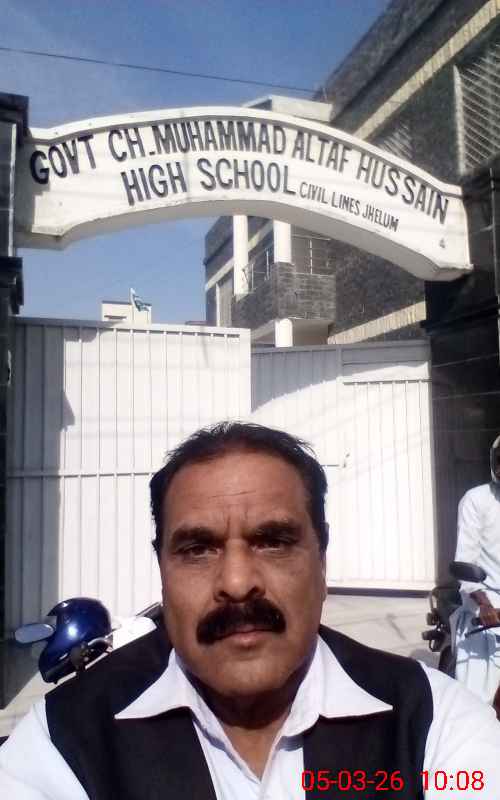 GOVT CH. MUHAMMAD ALTAF HUSSAIN
HIGH SCHOOL CIVIL LINES JHELUM
05-03-26 10:08